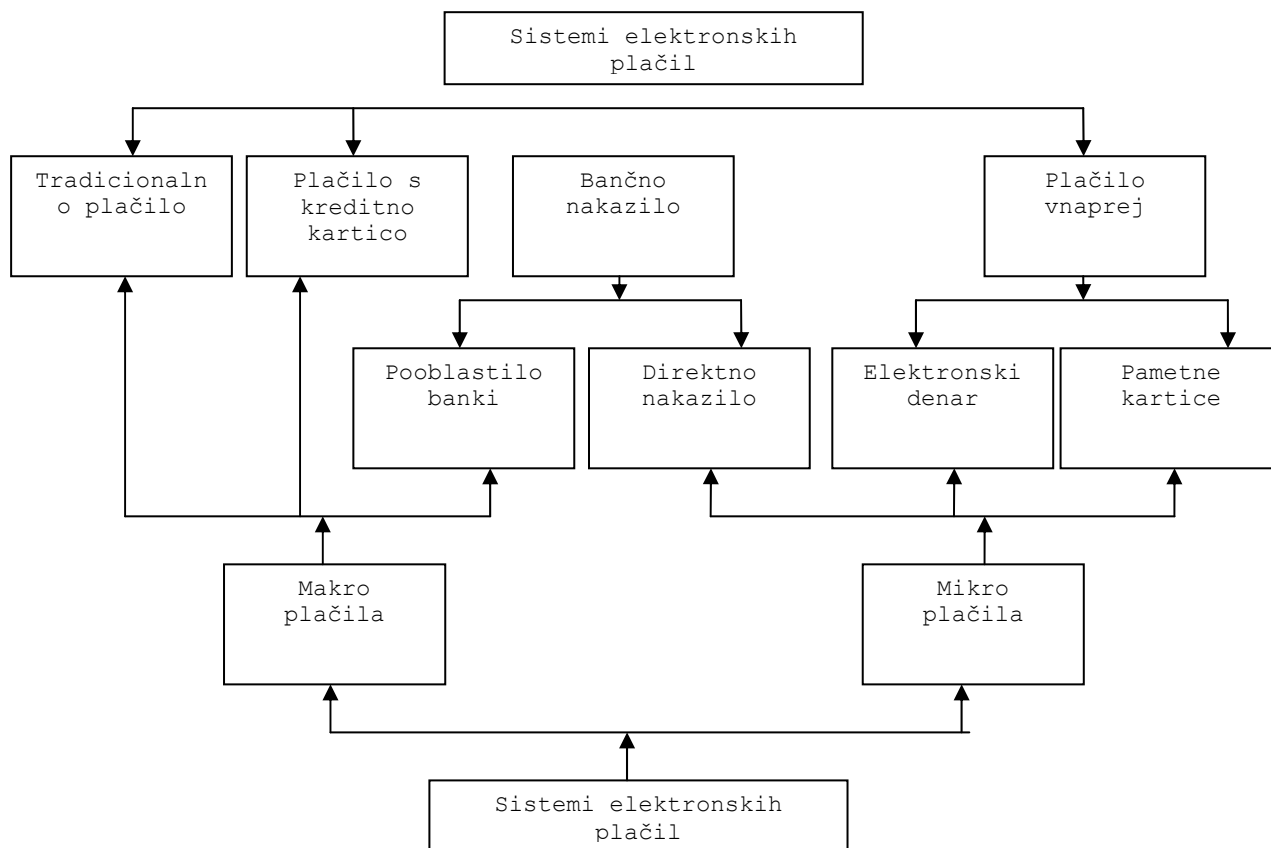 Sistemi elektronskih
plačil
Tradicionaln
o plačilo
Plačilo s
kreditno
kartico
Bančno
nakazilo
Plačilo
vnaprej
Pooblastilo
banki
Direktno
nakazilo
Elektronski
denar
Pametne
kartice
Makro
plačila
Mikro
plačila
Sistemi elektronskih
plačil